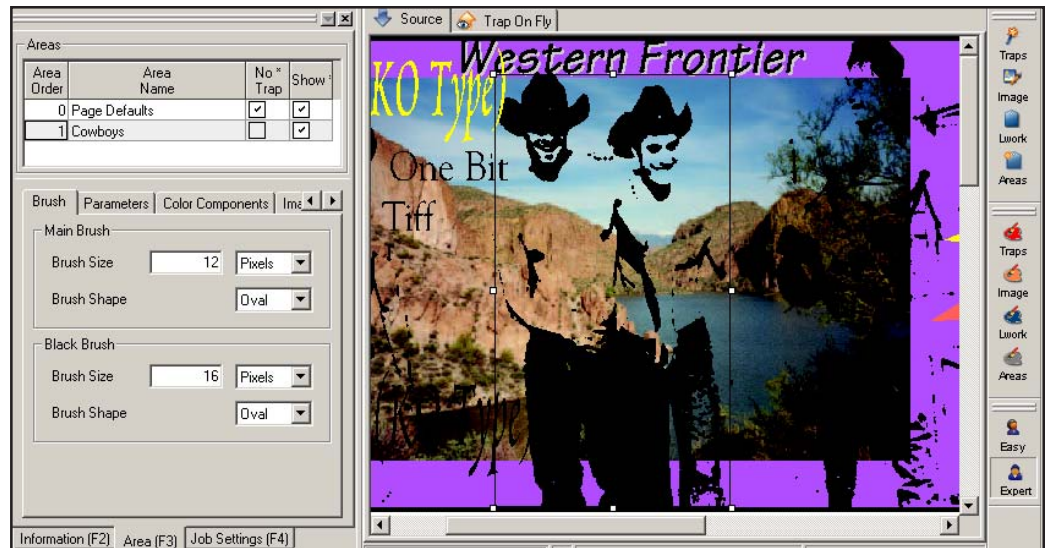 Areas
Area Order Area Name No * Trap Show *
0 Page Defaults
1 Cowboys
Brush Parameters Color Components
Main Brush
Brush Size 12 Pixels
Brush Shape Oval
Black Brush
Brush Size 16 Pixels
Brush Shape Oval
Information (F2) Area (F3) Job Settings (F4)
Source Trap On Fly
Western Frontier
KO Type)
One Bit
Tiff
Traps
Image
Lwork
Areas
Traps
Image
Lwork
Areas
Easy
Expert